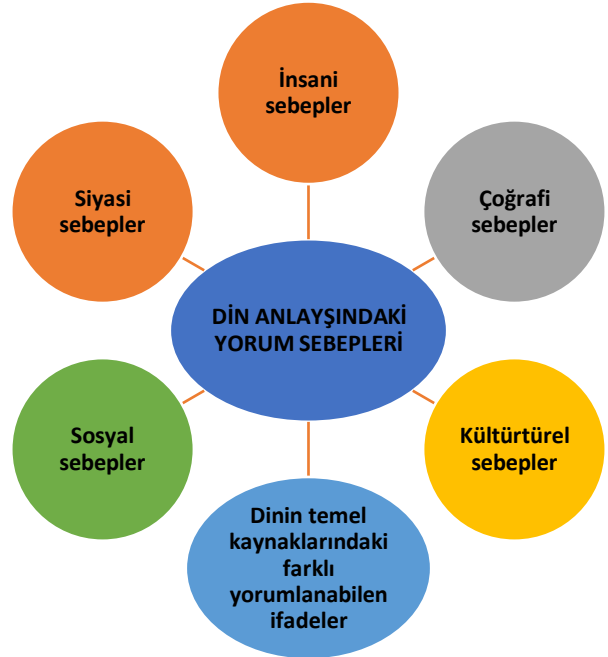 İnsani
sebepler
Siyasi
sebepler
Çoğrafi
sebepler
DİN ANLAYŞINDAKİ
YORUM SEBEPLERİ
Sosyal
sebepler
Kültürtürel
sebepler
Dinin temel
kaynaklarındaki
farklı
yorumlanabilen
ifadeler